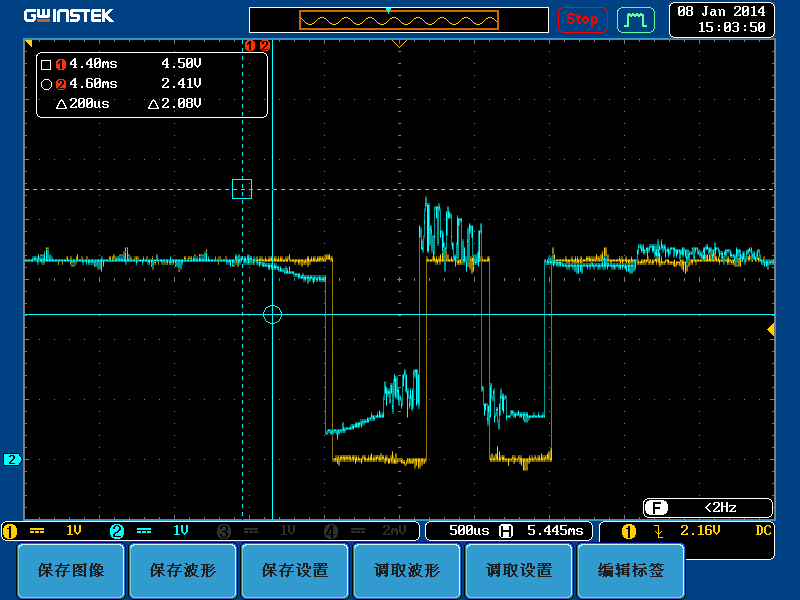 GWINSTEK
Stop
08 Jan 2014
15:03:50
1 2
1 4.40ms 4.50V
2 4.60ms 2.41V
△200us △2.08V
2
F <2Hz
1 1V 2 1V 3 1V 4 2mV 500us H 5.445ms 1 2.16V DC
保存图像 保存波形 保存设置 调取波形 调取设置 编辑标签